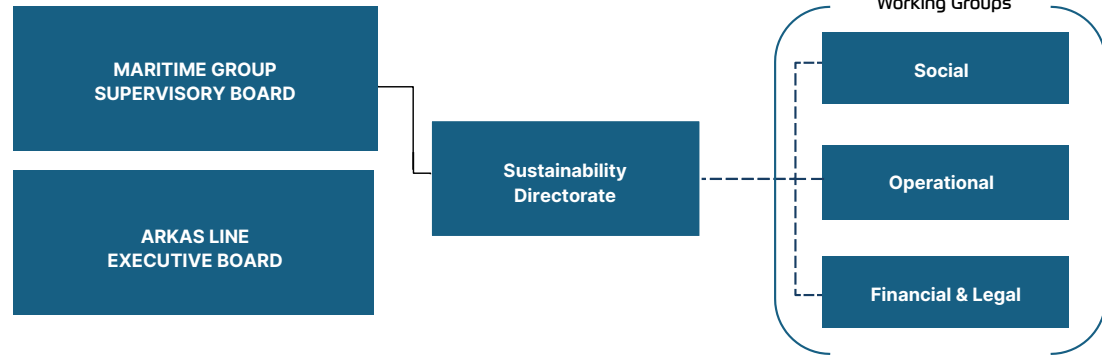 Working Groups
MARITIME GROUP
SUPERVISORY BOARD
ARKAS LINE
EXECUTIVE BOARD
Sustainability
Directorate
Social
Operational
Financial & Legal